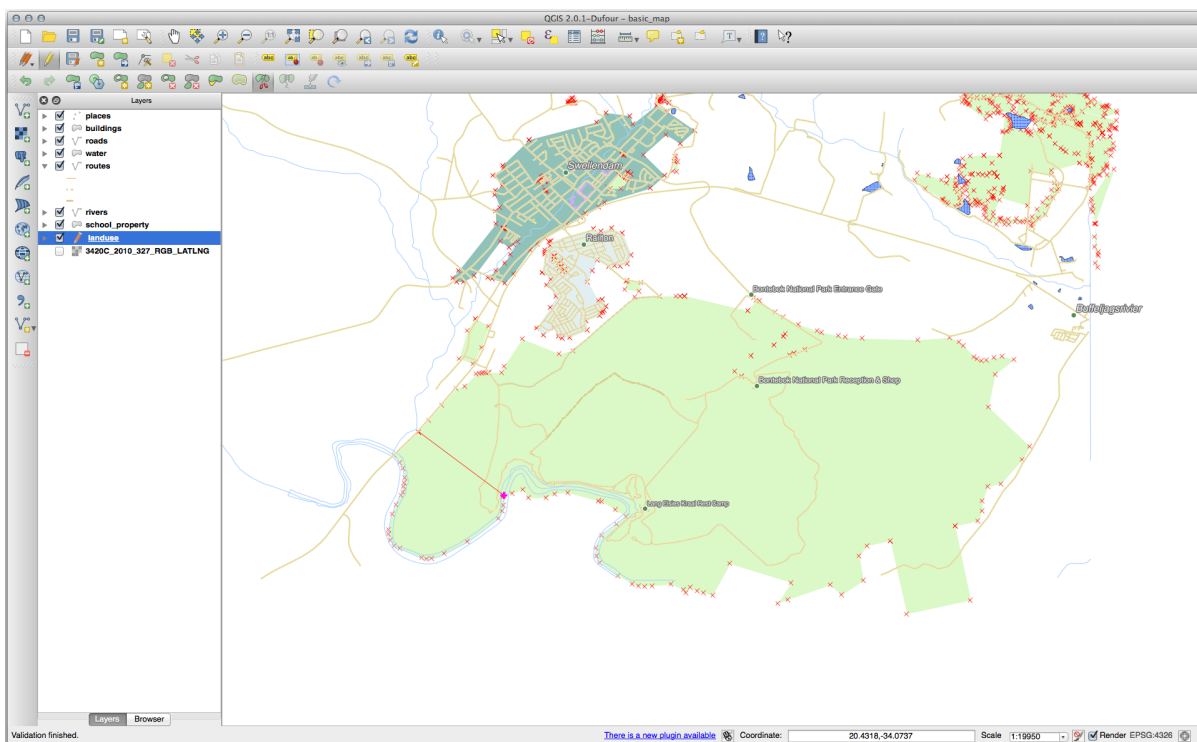 QGIS 2.0.1-Dufour - basic_map
Layers
places
buildings
roads
water
routes
rivers
school_property
landuse
3420C_2010_327_RGB_LATLNG
Swellendam
Railton
Bontebok National Park Entrance Gate
Buffeljagsrivier
Bontebok National Park Reception & Shop
Lang Elsies Kraal Rest Camp
Layers Browser
Validation finished. There is a new plugin available Coordinate: 20.4318,-34.0737 Scale 1:19950 Render EPSG:4326